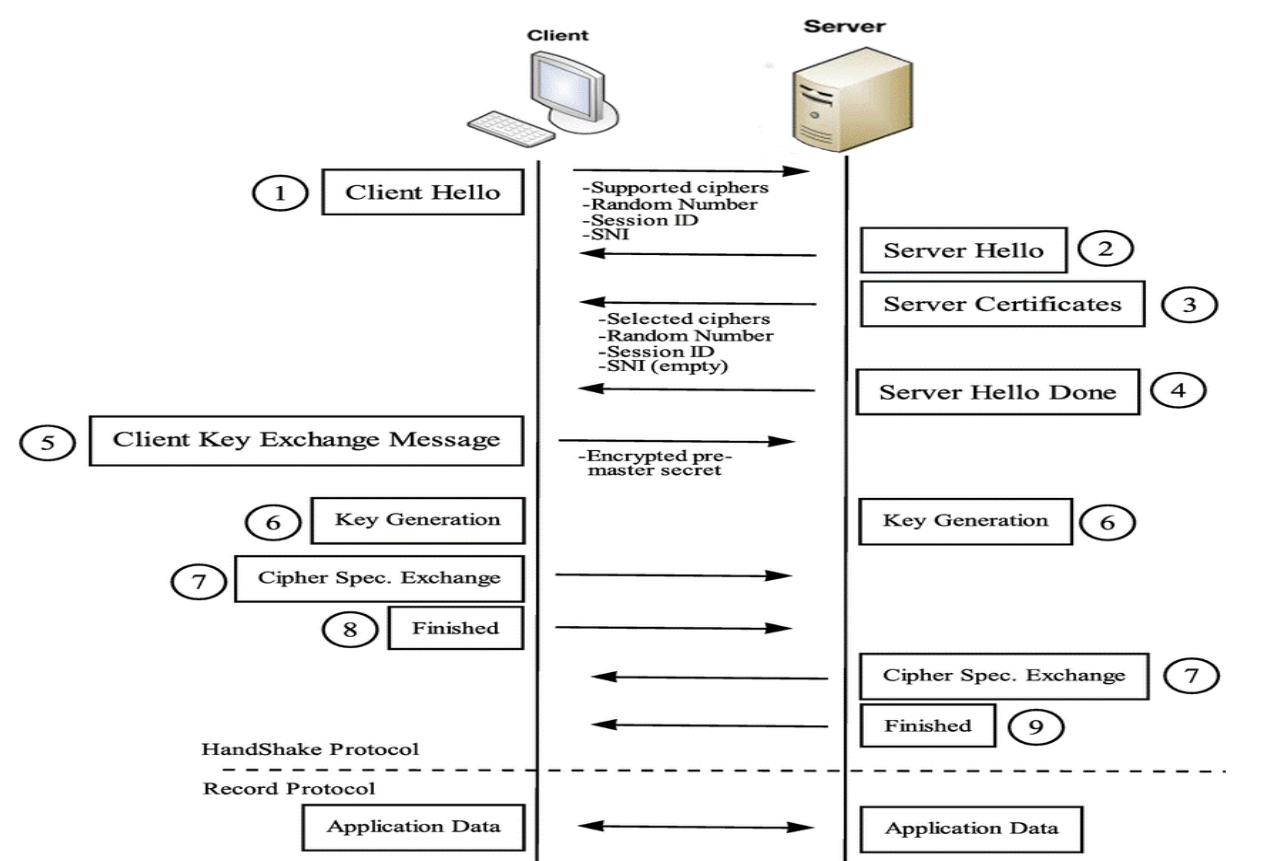 Client
Server
1
Client Hello
-Supported ciphers
-Random Number
-Session ID
-SNI
Server Hello
2
Server Certificates
3
-Selected ciphers
-Random Number
-Session ID
-SNI (empty)
Server Hello Done
4
5
Client Key Exchange Message
-Encrypted pre-
master secret
6
Key Generation
Key Generation
6
7
Cipher Spec. Exchange
8
Finished
Cipher Spec. Exchange
7
Finished
9
HandShake Protocol
Record Protocol
Application Data
Application Data